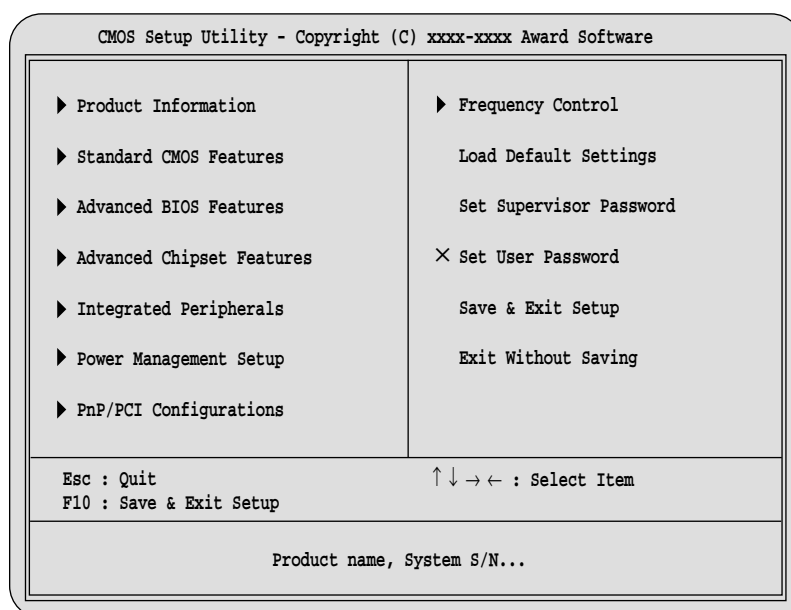 CMOS Setup Utility - Copyright (C) xxxx-xxxx Award Software
▶ Product Information
▶ Standard CMOS Features
▶ Advanced BIOS Features
▶ Advanced Chipset Features
▶ Integrated Peripherals
▶ Power Management Setup
▶ PnP/PCI Configurations
▶ Frequency Control
Load Default Settings
Set Supervisor Password
× Set User Password
Save & Exit Setup
Exit Without Saving
Esc : Quit
F10 : Save & Exit Setup
↑ ↓ → ← : Select Item
Product name, System S/N...